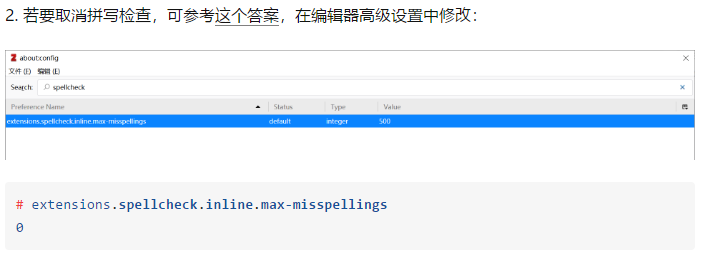 2. 若要取消拼写检查，可参考这个答案，在编辑器高级设置中修改：
about:config
文件 (F) 编辑 (E)
Search: spellcheck
Preference Name Status Type Value
extensions.spellcheck.inline.max-misspellings default integer 500
# extensions.spellcheck.inline.max-misspellings
0